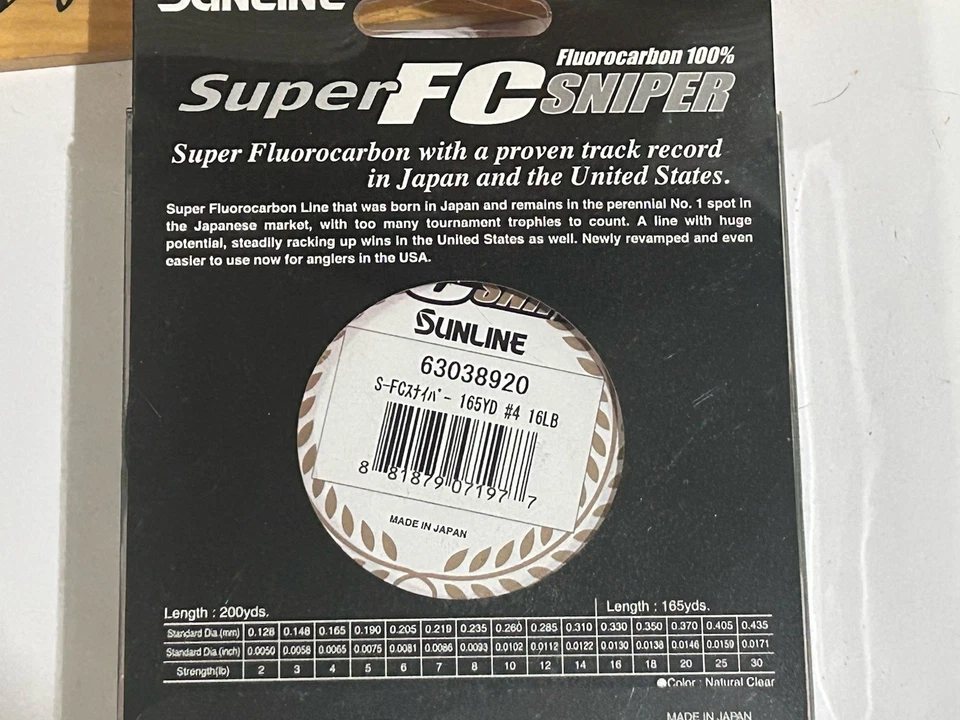 SUNLINE
Fluorocarbon 100%
Super FC SNIPER
Super Fluorocarbon with a proven track record
in Japan and the United States.
Super Fluorocarbon Line that was born in Japan and remains in the perennial No. 1 spot in
the Japanese market, with too many tournament trophies to count. A line with huge
potential, steadily racking up wins in the United States as well. Newly revamped and even
easier to use now for anglers in the USA.
SUNLINE
63038920
S-FCスナイパー 165YD #4 16LB
8 81879 07197 7
MADE IN JAPAN
Length : 200yds. Length : 165yds.
Standard Dia.(mm) 0.128 0.148 0.165 0.190 0.205 0.219 0.235 0.260 0.285 0.310 0.330 0.350 0.370 0.405 0.435
Standard Dia.(inch) 0.0050 0.0058 0.0065 0.0075 0.0081 0.0086 0.0093 0.0102 0.0112 0.0122 0.0130 0.0138 0.0146 0.0159 0.0171
Strength(lb) 2 3 4 5 6 7 8 10 12 14 16 18 20 25 30
●Color : Natural Clear
MADE IN JAPAN